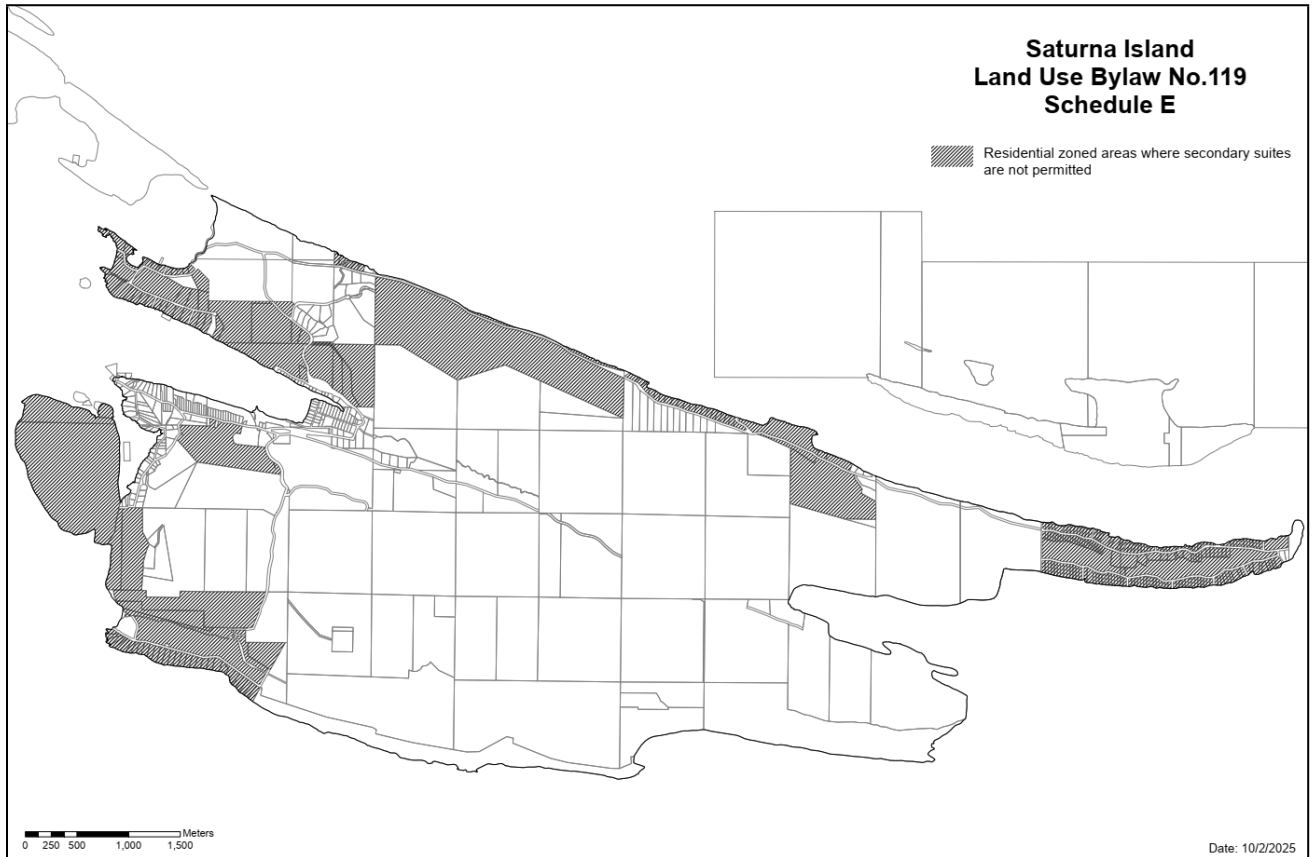 Saturna Island
Land Use Bylaw No.119
Schedule E
Residential zoned areas where secondary suites
are not permitted
Meters
0 250 500 1,000 1,500
Date: 10/2/2025